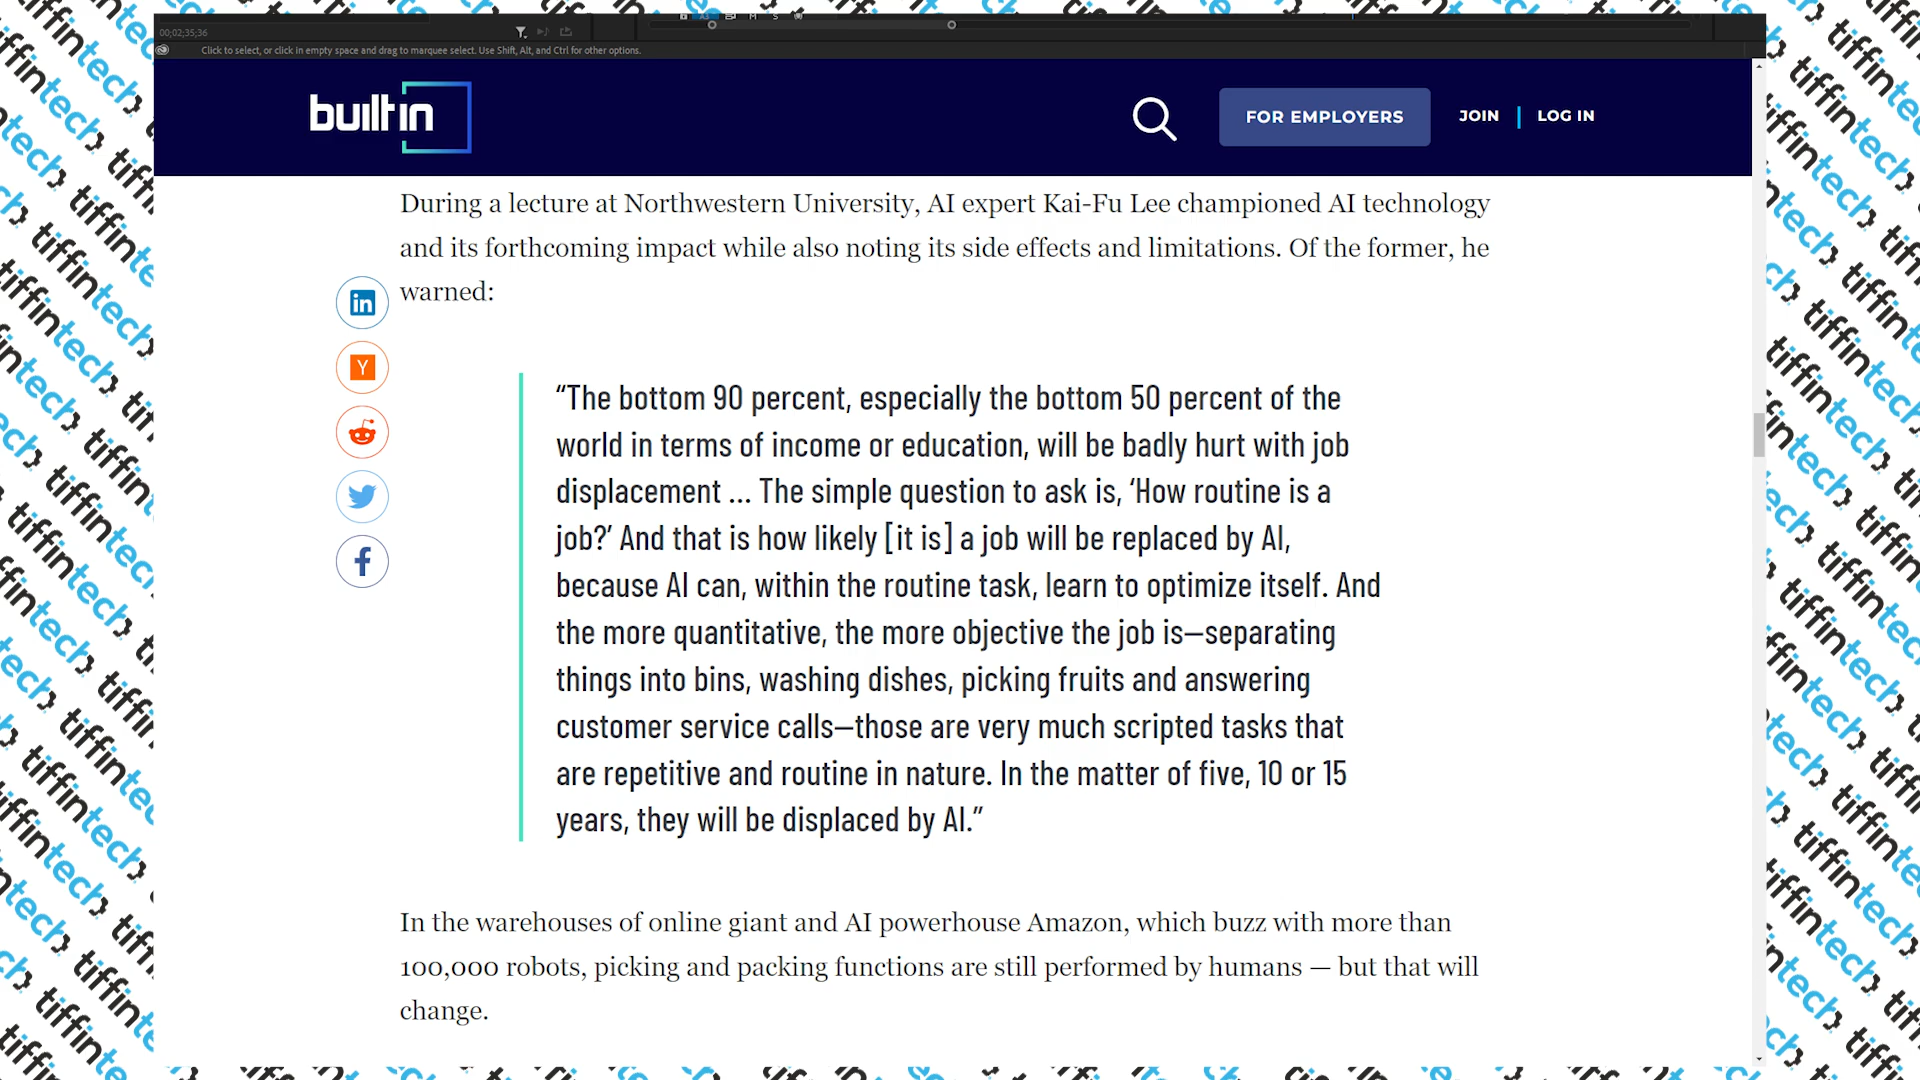 00;02;35;36
Click to select, or click in empty space and drag to marquee select. Use Shift, Alt, and Ctrl for other options.
builtin
FOR EMPLOYERS
JOIN | LOG IN
During a lecture at Northwestern University, AI expert Kai-Fu Lee championed AI technology
and its forthcoming impact while also noting its side effects and limitations. Of the former, he
warned:
“The bottom 90 percent, especially the bottom 50 percent of the
world in terms of income or education, will be badly hurt with job
displacement … The simple question to ask is, ‘How routine is a
job?’ And that is how likely [it is] a job will be replaced by AI,
because AI can, within the routine task, learn to optimize itself. And
the more quantitative, the more objective the job is—separating
things into bins, washing dishes, picking fruits and answering
customer service calls—those are very much scripted tasks that
are repetitive and routine in nature. In the matter of five, 10 or 15
years, they will be displaced by AI.”
In the warehouses of online giant and AI powerhouse Amazon, which buzz with more than
100,000 robots, picking and packing functions are still performed by humans — but that will
change.
tiffintech